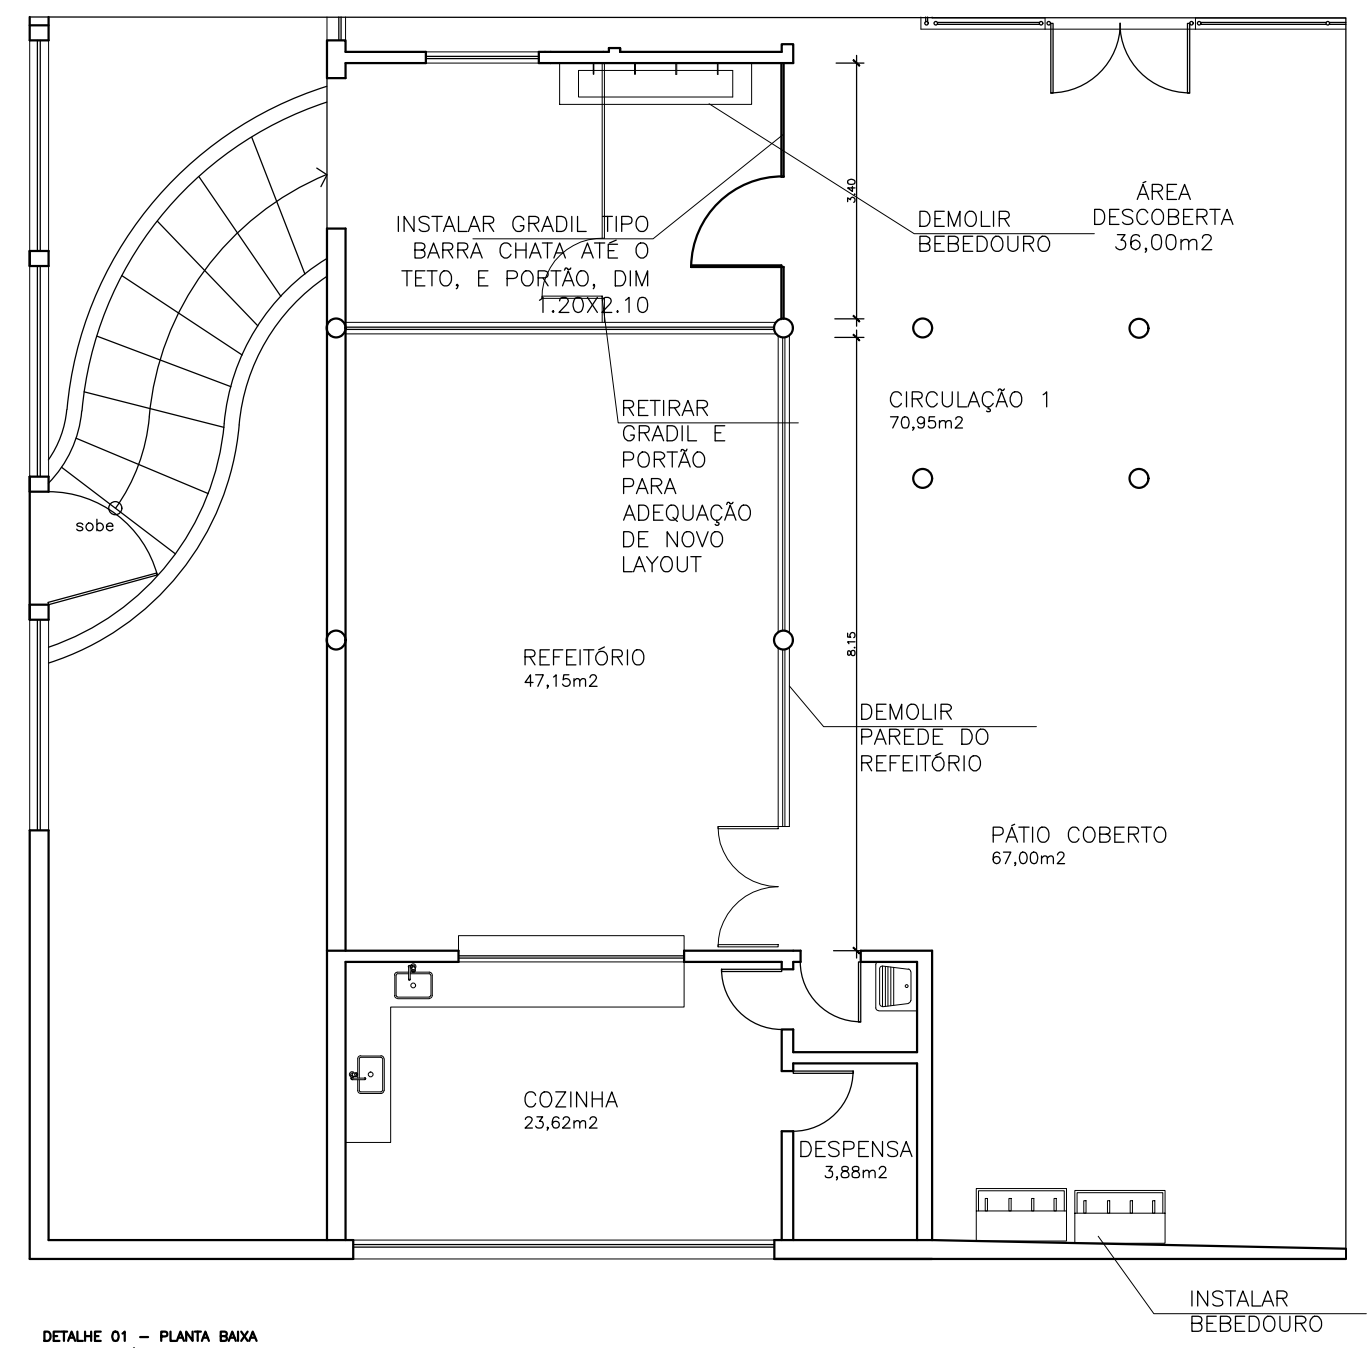 INSTALAR GRADIL TIPO
BARRA CHATA ATÉ O
TETO, E PORTÃO, DIM
1.20X2.10
3.40
DEMOLIR
BEBEDOURO
ÁREA
DESCOBERTA
36,00m2
RETIRAR
GRADIL E
PORTÃO
PARA
ADEQUAÇÃO
DE NOVO
LAYOUT
CIRCULAÇÃO 1
70,95m2
sobe
REFEITÓRIO
47,15m2
8.15
DEMOLIR
PAREDE DO
REFEITÓRIO
PÁTIO COBERTO
67,00m2
COZINHA
23,62m2
DESPENSA
3,88m2
INSTALAR
BEBEDOURO
DETALHE 01 – PLANTA BAIXA